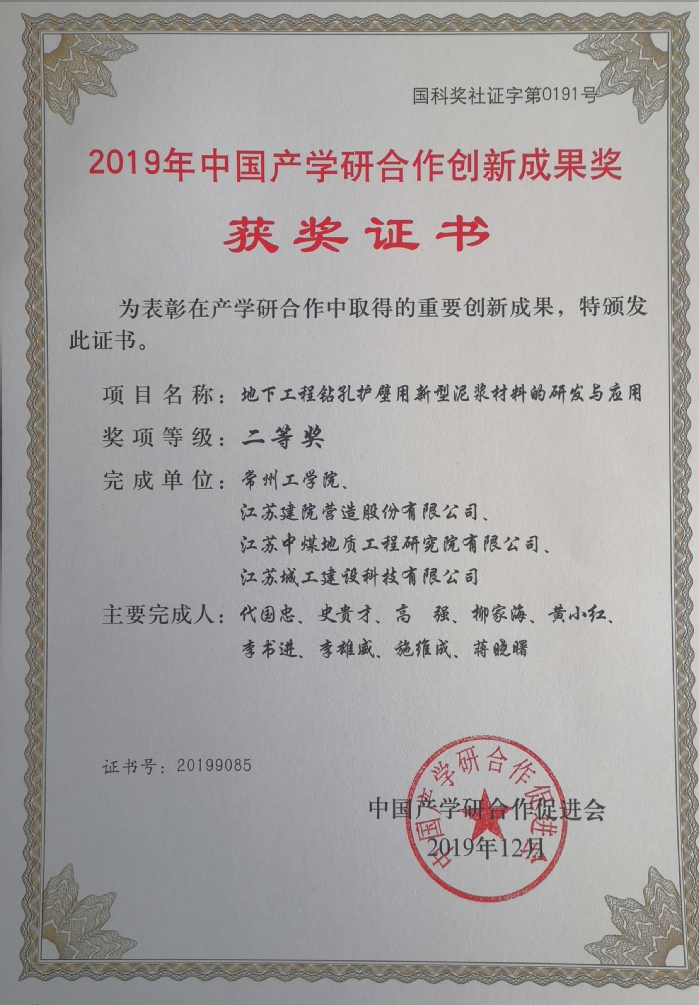 国科奖社证字第0191号
2019年中国产学研合作创新成果奖
获奖证书
为表彰在产学研合作中取得的重要创新成果，特颁发
此证书。
项目名称：地下工程钻孔护壁用新型泥浆材料的研发与应用
奖项等级：二等奖
完成单位：常州工学院、
江苏建院营造股份有限公司、
江苏中煤地质工程研究院有限公司、
江苏城工建设科技有限公司
主要完成人：代国忠、史贵才、高　强、柳家海、黄小红、
李书进、李雄威、施维成、蒋晓曙
证书号：20199085
中国产学研合作促进会
中国产学研合作促进会
2019年12月